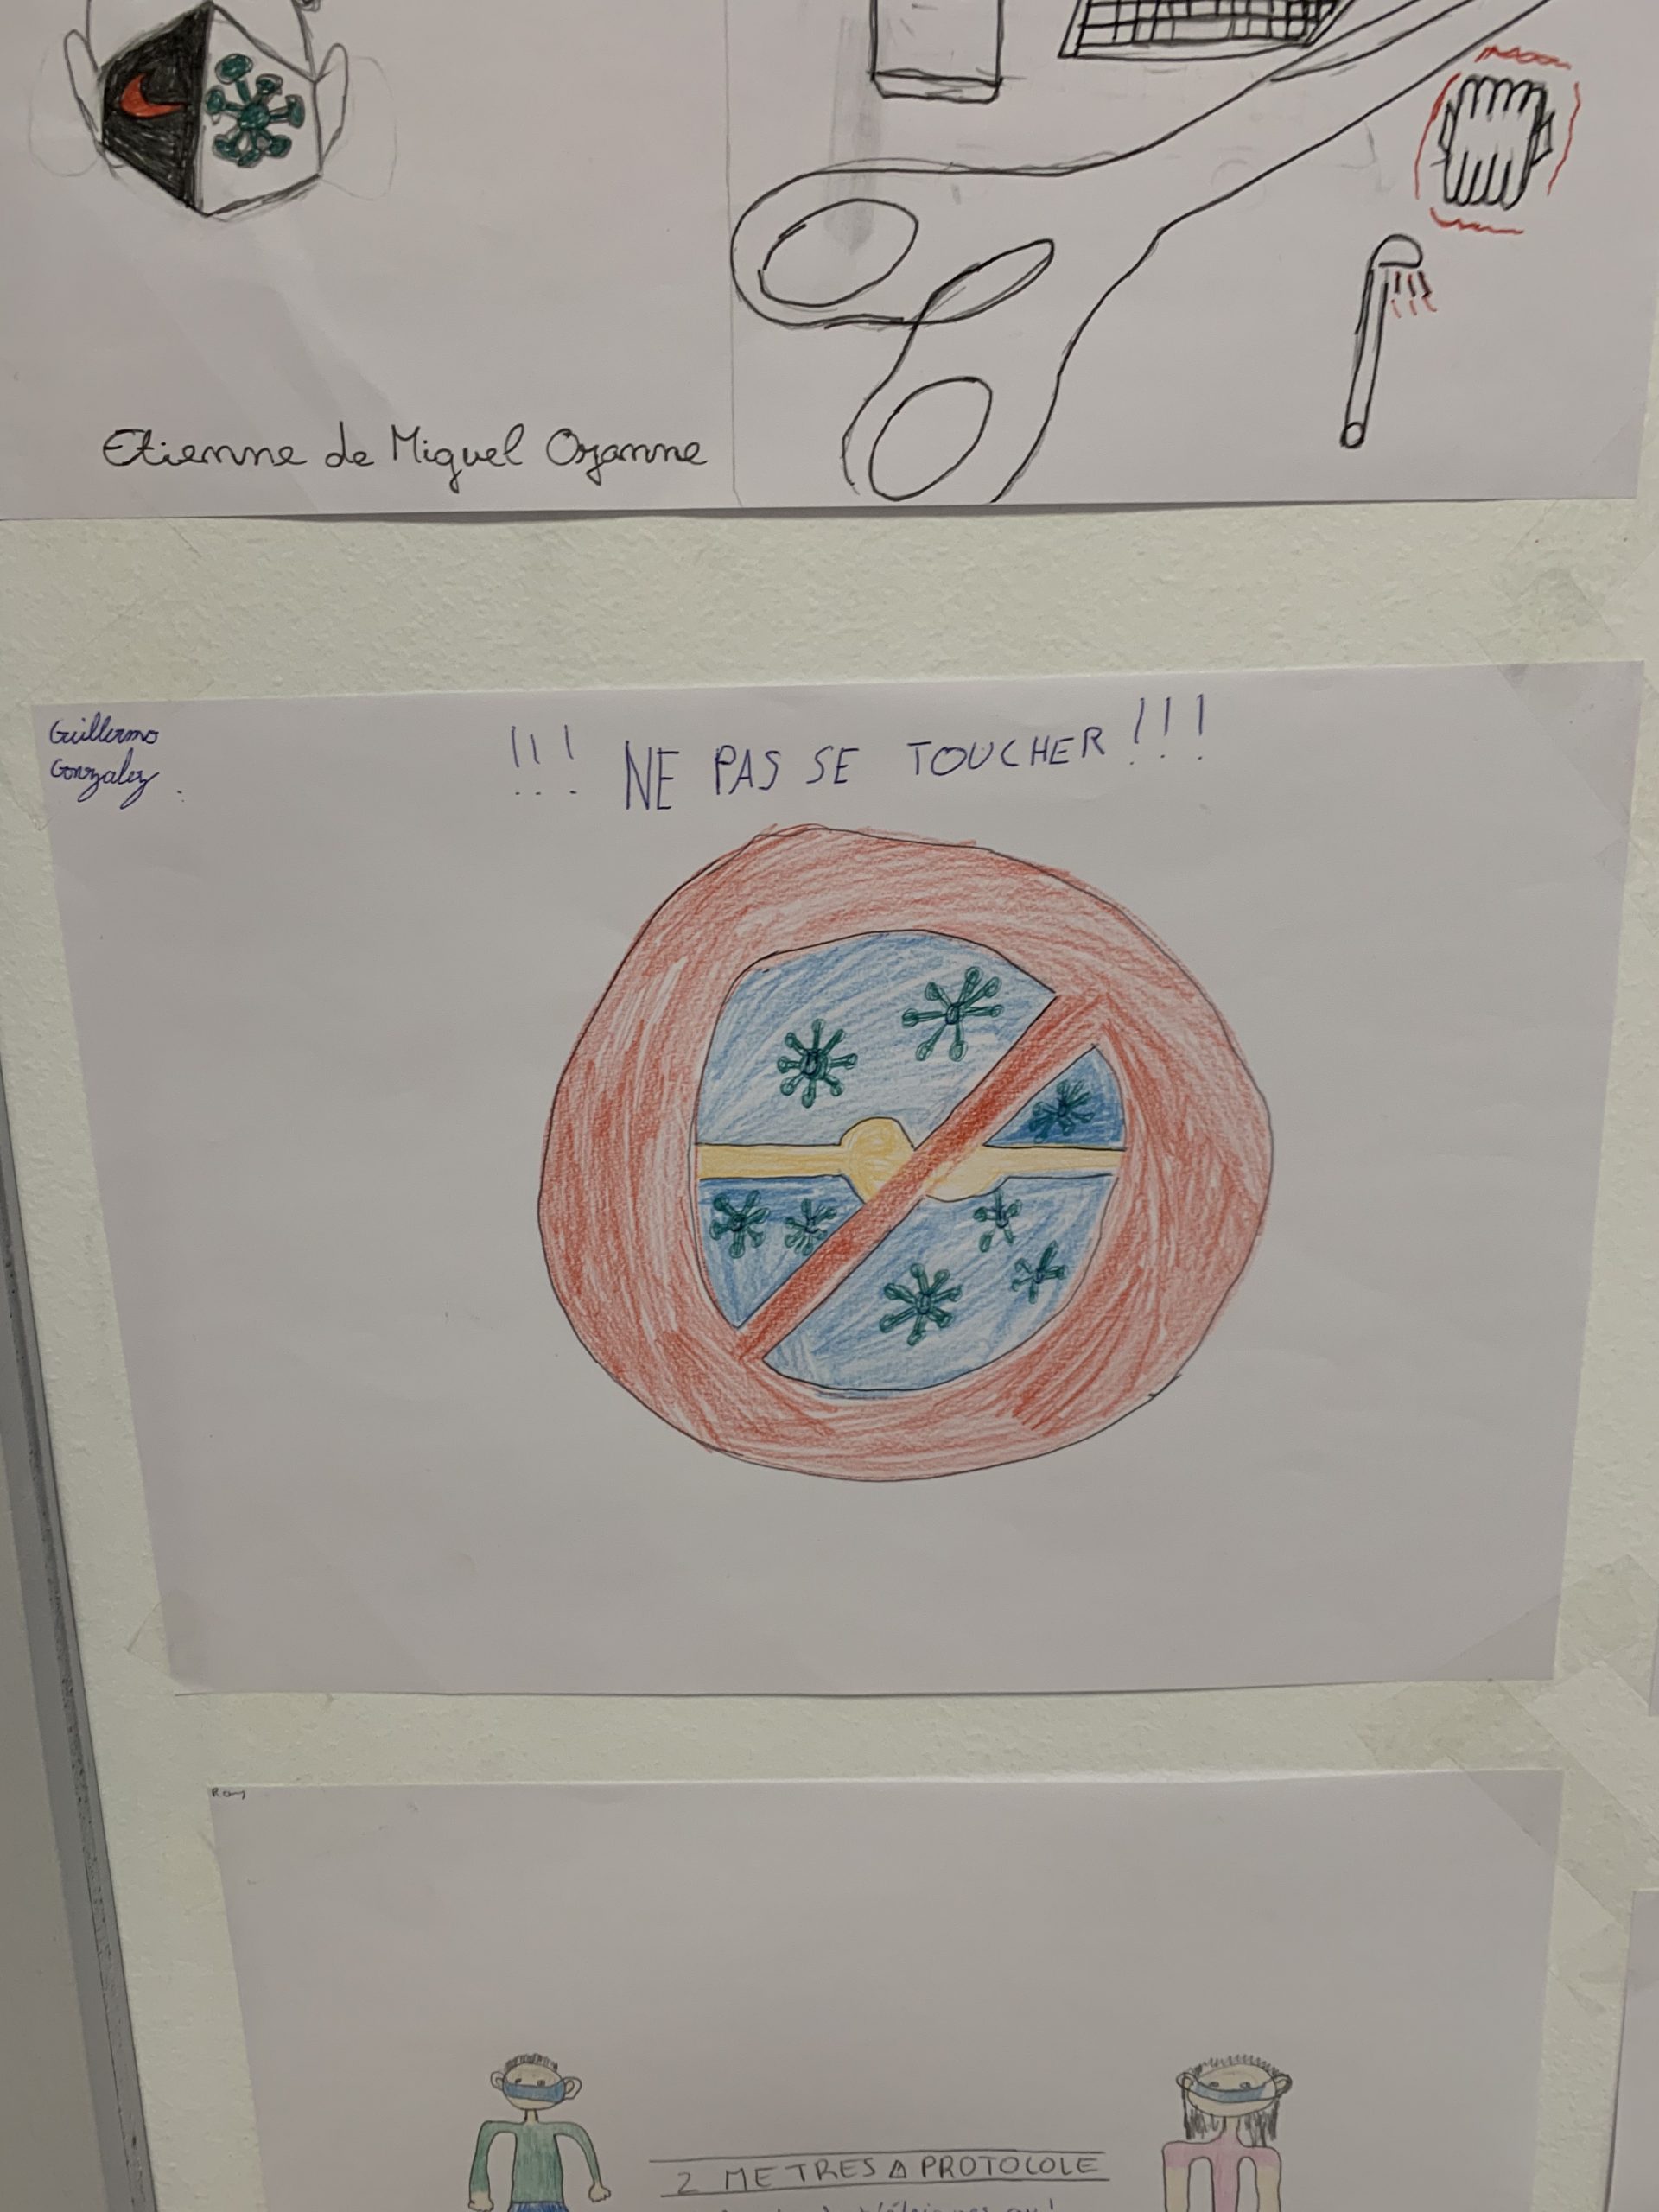 Etienne de Miguel Ozanne
Guillermo
Gonzalez.
!!! NE PAS SE TOUCHER!!!
2 METRES PROTOCOLE